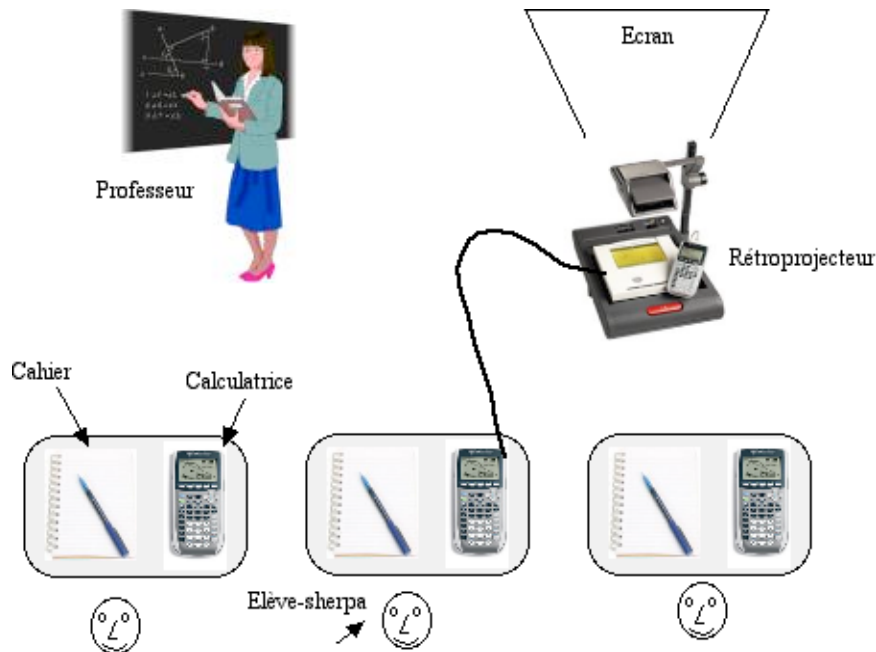 Ecran
Professeur
Rétroprojecteur
Cahier
Calculatrice
Elève-sherpa